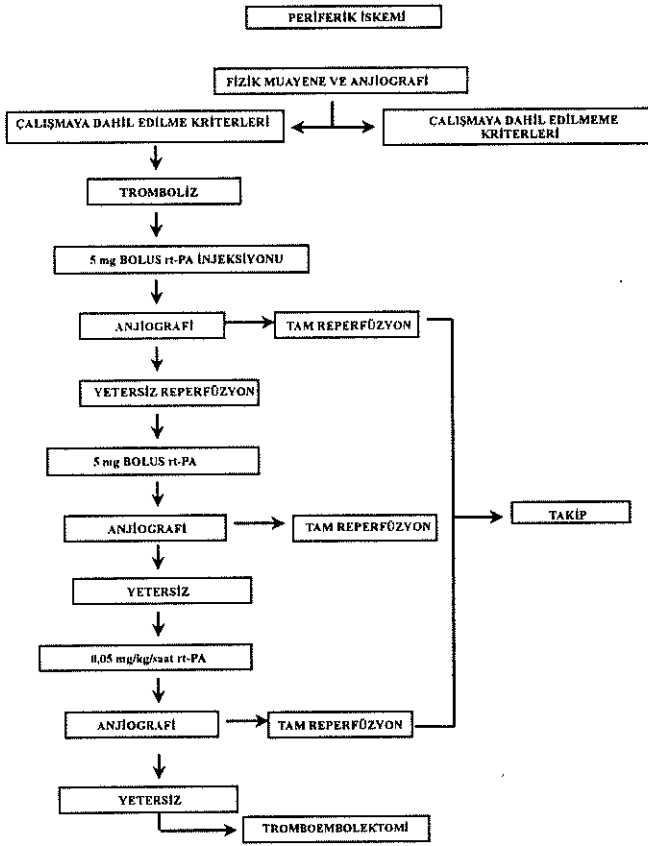 PERİFERİK İSKEMİ
FİZİK MUAYENE VE ANJİOGRAFİ
ÇALIŞMAYA DAHİL EDİLME KRİTERLERİ
ÇALIŞMAYA DAHİL EDİLMEME
KRİTERLERİ
TROMBOLİZ
5 mg BOLUS rt-PA İNJEKSİYONU
ANJİOGRAFİ
TAM REPERFÜZYON
YETERSİZ REPERFÜZYON
5 mg BOLUS rt-PA
ANJİOGRAFİ
TAM REPERFÜZYON
TAKİP
YETERSİZ
0,05 mg/kg/saat rt-PA
ANJİOGRAFİ
TAM REPERFÜZYON
YETERSİZ
TROMBOEMBOLEKTOMİ